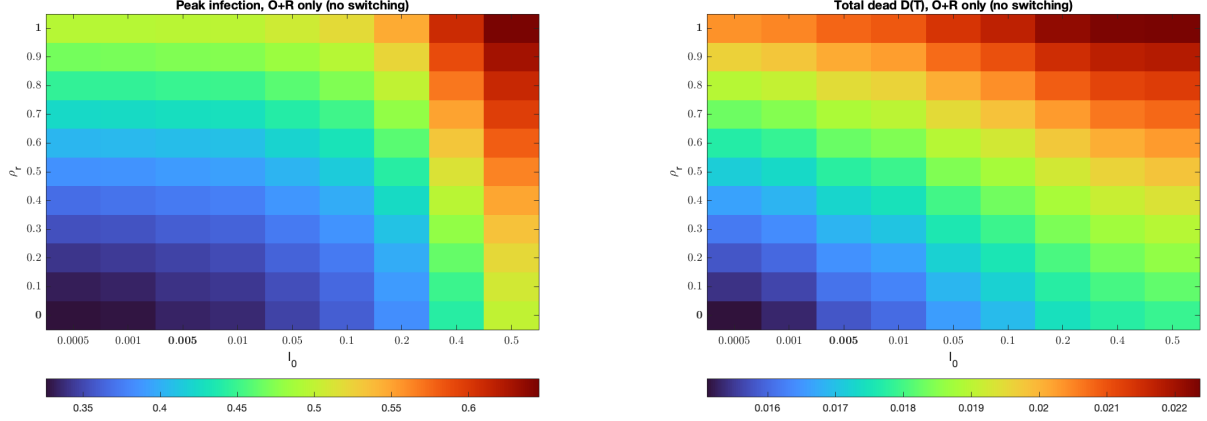 Peak infection, O+R only (no switching)
1
0.9
0.8
0.7
0.6
0.5
0.4
0.3
0.2
0.1
0
ρr
0.0005 0.001 0.005 0.01 0.05 0.1 0.2 0.4 0.5
I0
0.35 0.4 0.45 0.5 0.55 0.6
Total dead D(T), O+R only (no switching)
1
0.9
0.8
0.7
0.6
0.5
0.4
0.3
0.2
0.1
0
ρr
0.0005 0.001 0.005 0.01 0.05 0.1 0.2 0.4 0.5
I0
0.016 0.017 0.018 0.019 0.02 0.021 0.022